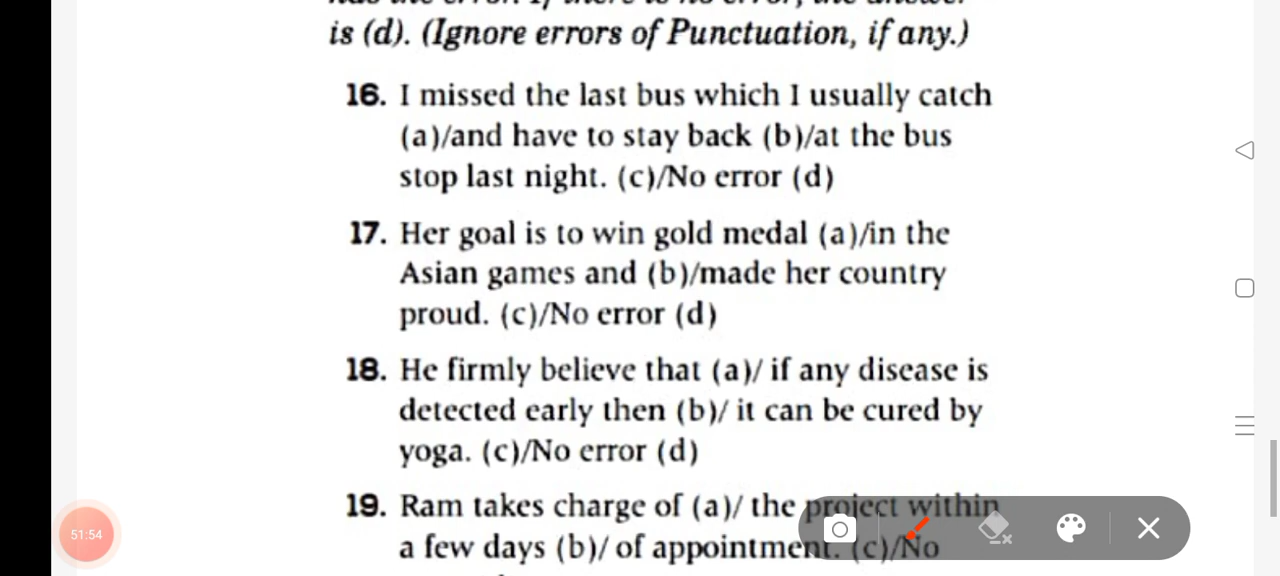 is (d). (Ignore errors of Punctuation, if any.)
16. I missed the last bus which I usually catch
(a)/and have to stay back (b)/at the bus
stop last night. (c)/No error (d)
17. Her goal is to win gold medal (a)/in the
Asian games and (b)/made her country
proud. (c)/No error (d)
18. He firmly believe that (a)/ if any disease is
detected early then (b)/ it can be cured by
yoga. (c)/No error (d)
19. Ram takes charge of (a)/ the project within
a few days (b)/ of appointment. (c)/No
51:54